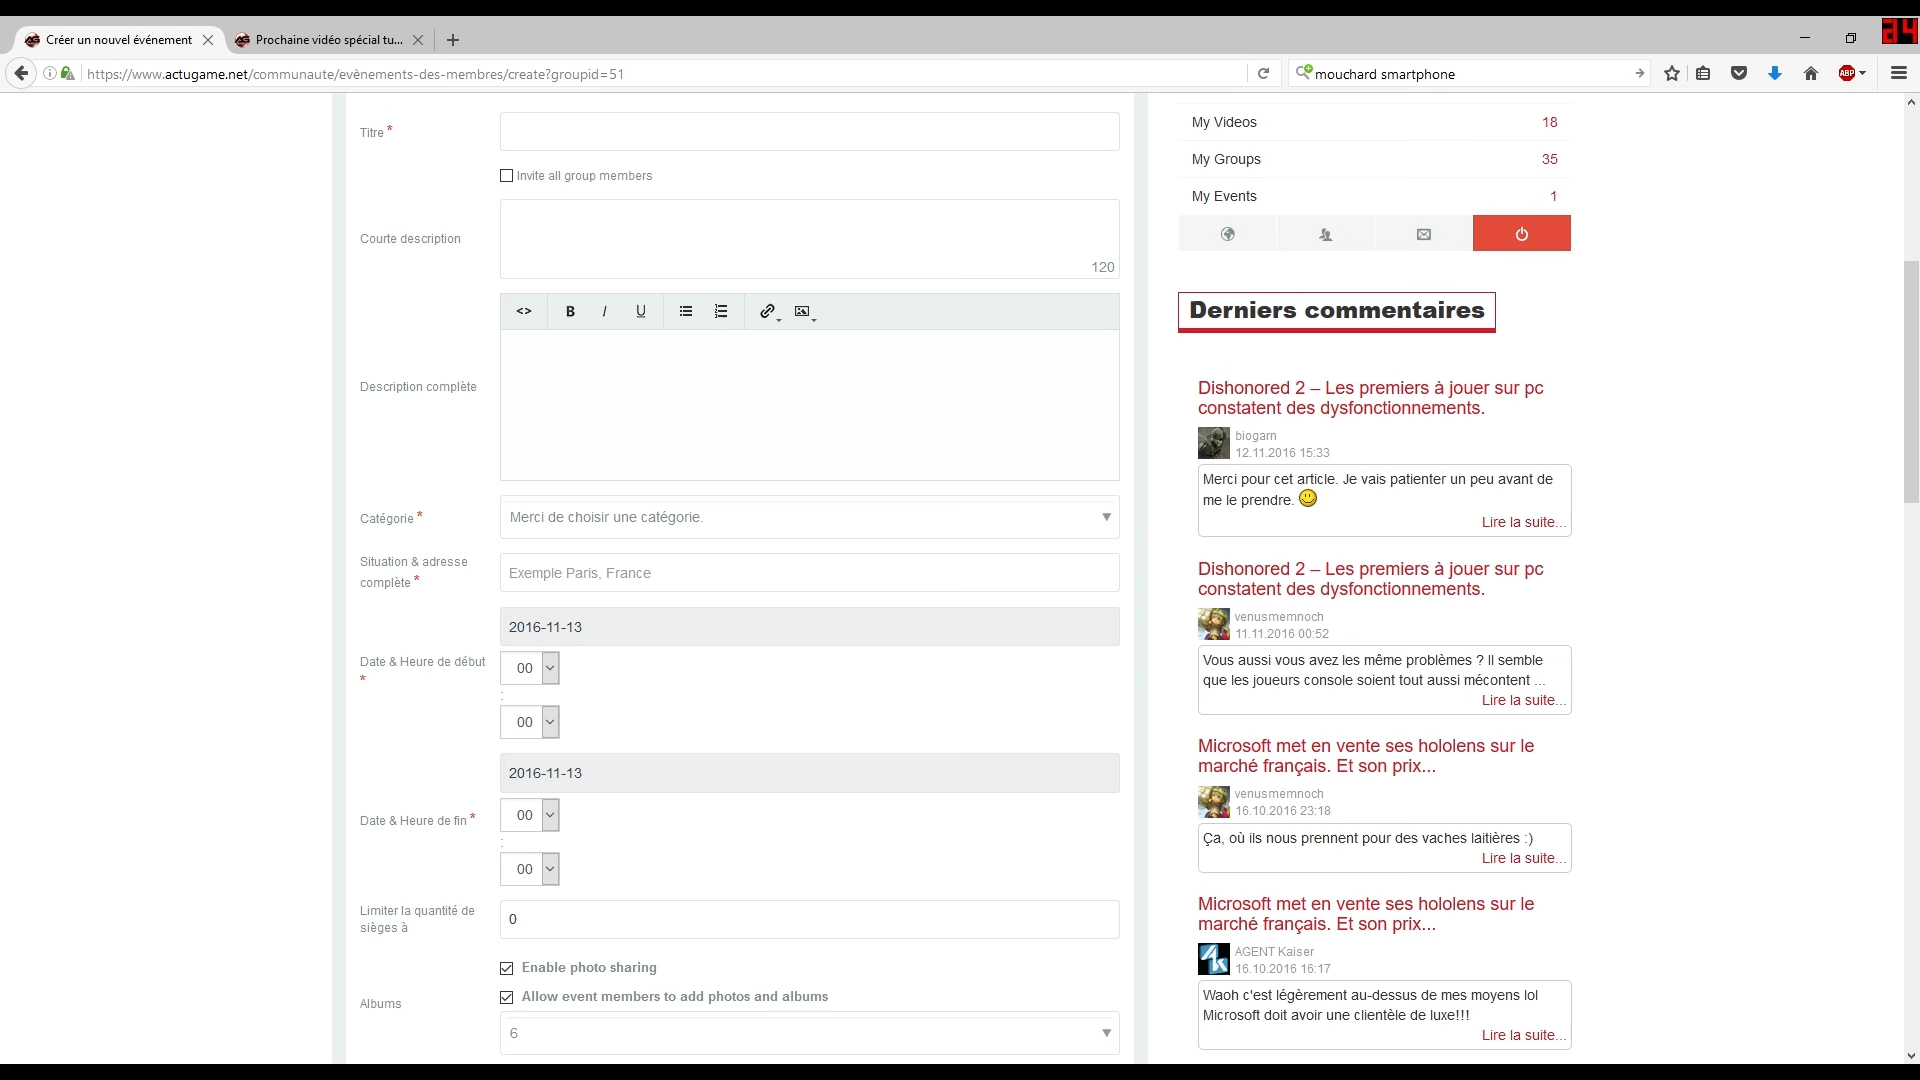 Créer un nouvel événement
Prochaine vidéo spécial tu...
24
https://www.actugame.net/communaute/evènements-des-membres/create?groupid=51
mouchard smartphone
ABP
Titre *
Invite all group members
Courte description
120
<> B I U
Description complète
Catégorie *
Merci de choisir une catégorie.
Situation & adresse
complète *
Exemple Paris, France
2016-11-13
Date & Heure de début
*
00
:
00
2016-11-13
Date & Heure de fin *
00
:
00
Limiter la quantité de
sièges à
0
Enable photo sharing
Albums
Allow event members to add photos and albums
6
My Videos 18
My Groups 35
My Events 1
Derniers commentaires
Dishonored 2 – Les premiers à jouer sur pc
constatent des dysfonctionnements.
biogarn
12.11.2016 15:33
Merci pour cet article. Je vais patienter un peu avant de
me le prendre.
Lire la suite...
Dishonored 2 – Les premiers à jouer sur pc
constatent des dysfonctionnements.
venusmemnoch
11.11.2016 00:52
Vous aussi vous avez les même problèmes ? Il semble
que les joueurs console soient tout aussi mécontent ...
Lire la suite...
Microsoft met en vente ses hololens sur le
marché français. Et son prix...
venusmemnoch
16.10.2016 23:18
Ça, où ils nous prennent pour des vaches laitières :)
Lire la suite...
Microsoft met en vente ses hololens sur le
marché français. Et son prix...
AGENT Kaiser
16.10.2016 16:17
Waoh c'est légèrement au-dessus de mes moyens lol
Microsoft doit avoir une clientèle de luxe!!!
Lire la suite...